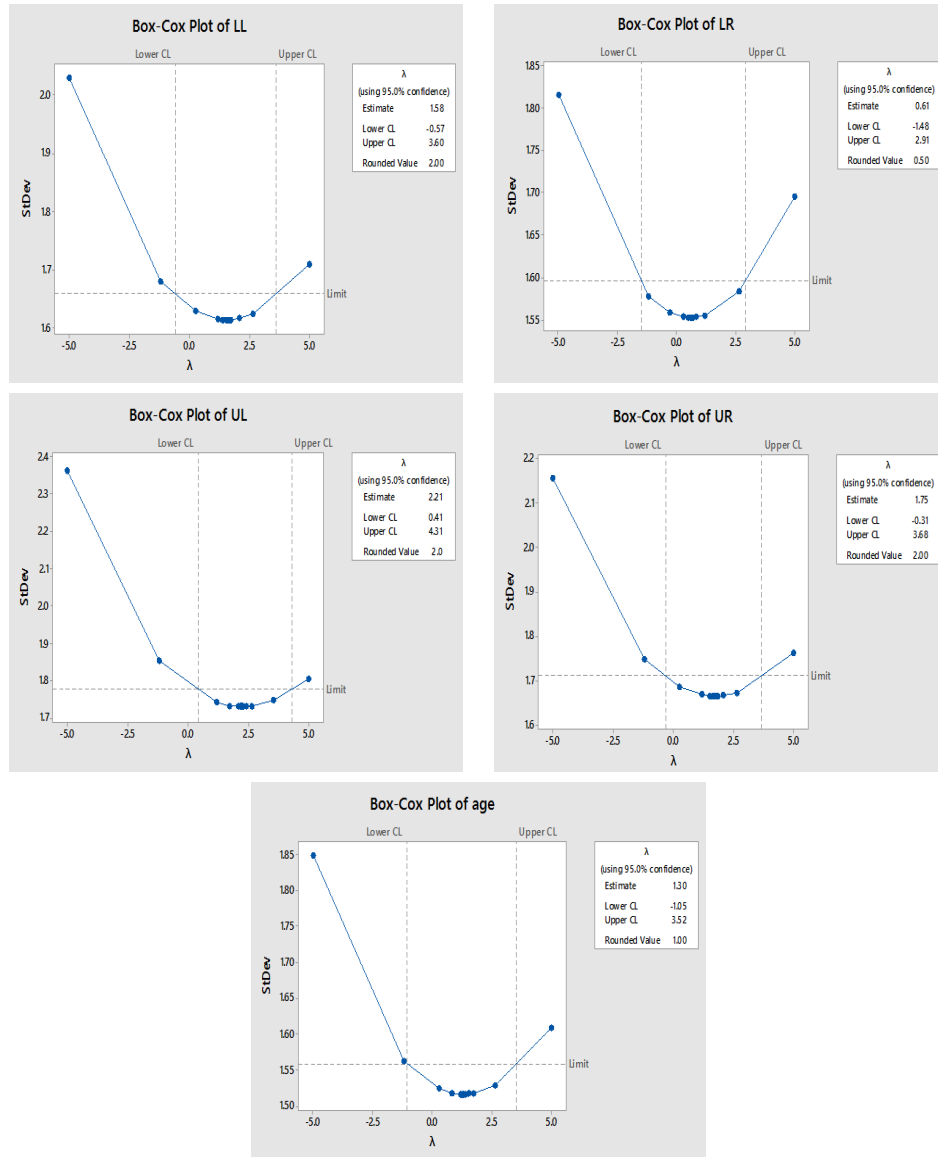 Box-Cox Plot of LL
Lower CL Upper CL
2.0
1.9
1.8
1.7
1.6
StDev
-5.0 -2.5 0.0 2.5 5.0
λ
Limit
λ
(using 95.0% confidence)
Estimate 1.58
Lower CL -0.57
Upper CL 3.60
Rounded Value 2.00
Box-Cox Plot of LR
Lower CL Upper CL
1.85
1.80
1.75
1.70
1.65
1.60
1.55
StDev
-5.0 -2.5 0.0 2.5 5.0
λ
Limit
λ
(using 95.0% confidence)
Estimate 0.61
Lower CL -1.48
Upper CL 2.91
Rounded Value 0.50
Box-Cox Plot of UL
Lower CL Upper CL
2.4
2.3
2.2
2.1
2.0
1.9
1.8
1.7
StDev
-5.0 -2.5 0.0 2.5 5.0
λ
Limit
λ
(using 95.0% confidence)
Estimate 2.21
Lower CL 0.41
Upper CL 4.31
Rounded Value 2.0
Box-Cox Plot of UR
Lower CL Upper CL
2.2
2.1
2.0
1.9
1.8
1.7
1.6
StDev
-5.0 -2.5 0.0 2.5 5.0
λ
Limit
λ
(using 95.0% confidence)
Estimate 1.75
Lower CL -0.31
Upper CL 3.68
Rounded Value 2.00
Box-Cox Plot of age
Lower CL Upper CL
1.85
1.80
1.75
1.70
1.65
1.60
1.55
1.50
StDev
-5.0 -2.5 0.0 2.5 5.0
λ
Limit
λ
(using 95.0% confidence)
Estimate 1.30
Lower CL -1.05
Upper CL 3.52
Rounded Value 1.00